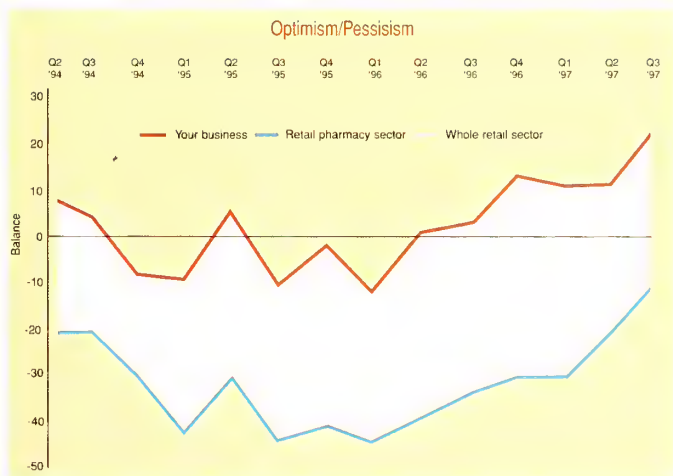 Optimism/Pessisism
Q2 Q3 Q4 Q1 Q2 Q3 Q4 Q1 Q2 Q3 Q4 Q1 Q2 Q3
'94 '94 '94 '95 '95 '95 '95 '96 '96 '96 '96 '97 '97 '97
30
Your business Retail pharmacy sector Whole retail sector
20
10
Balance
0
-10
-20
-30
-40
-50